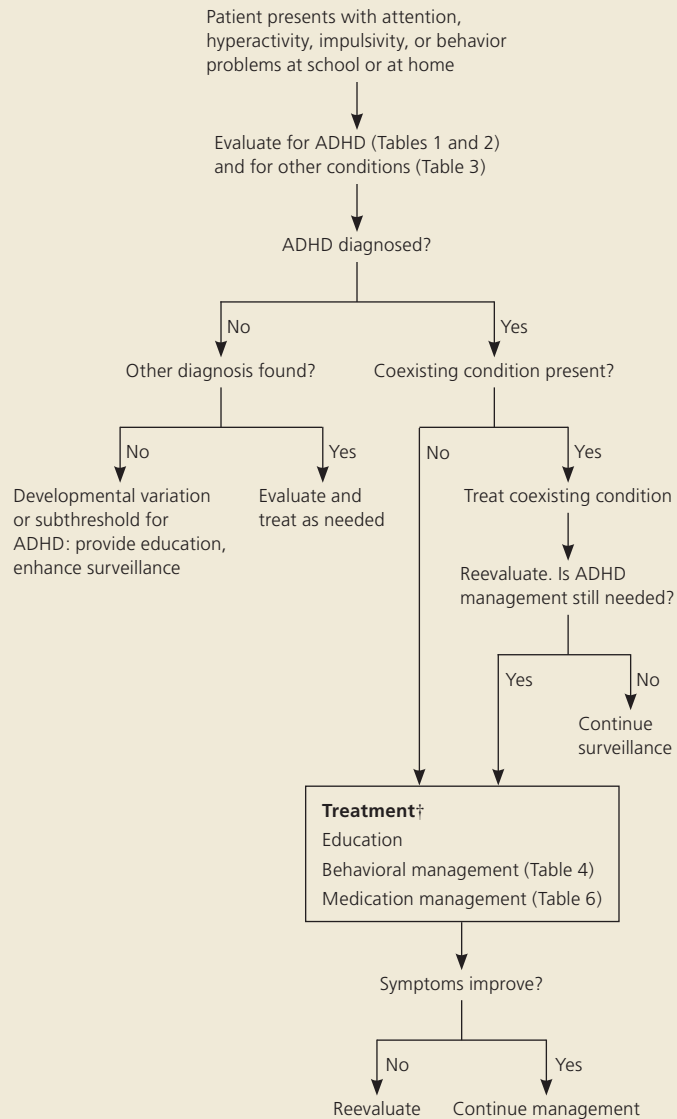 Patient presents with attention,
hyperactivity, impulsivity, or behavior
problems at school or at home
Evaluate for ADHD (Tables 1 and 2)
and for other conditions (Table 3)
ADHD diagnosed?
No
Yes
Other diagnosis found?
Coexisting condition present?
No
Yes
No
Yes
Developmental variation
or subthreshold for
ADHD: provide education,
enhance surveillance
Evaluate and
treat as needed
Treat coexisting condition
Reevaluate. Is ADHD
management still needed?
Yes
No
Continue
surveillance
Treatment†
Education
Behavioral management (Table 4)
Medication management (Table 6)
Symptoms improve?
No
Yes
Reevaluate
Continue management